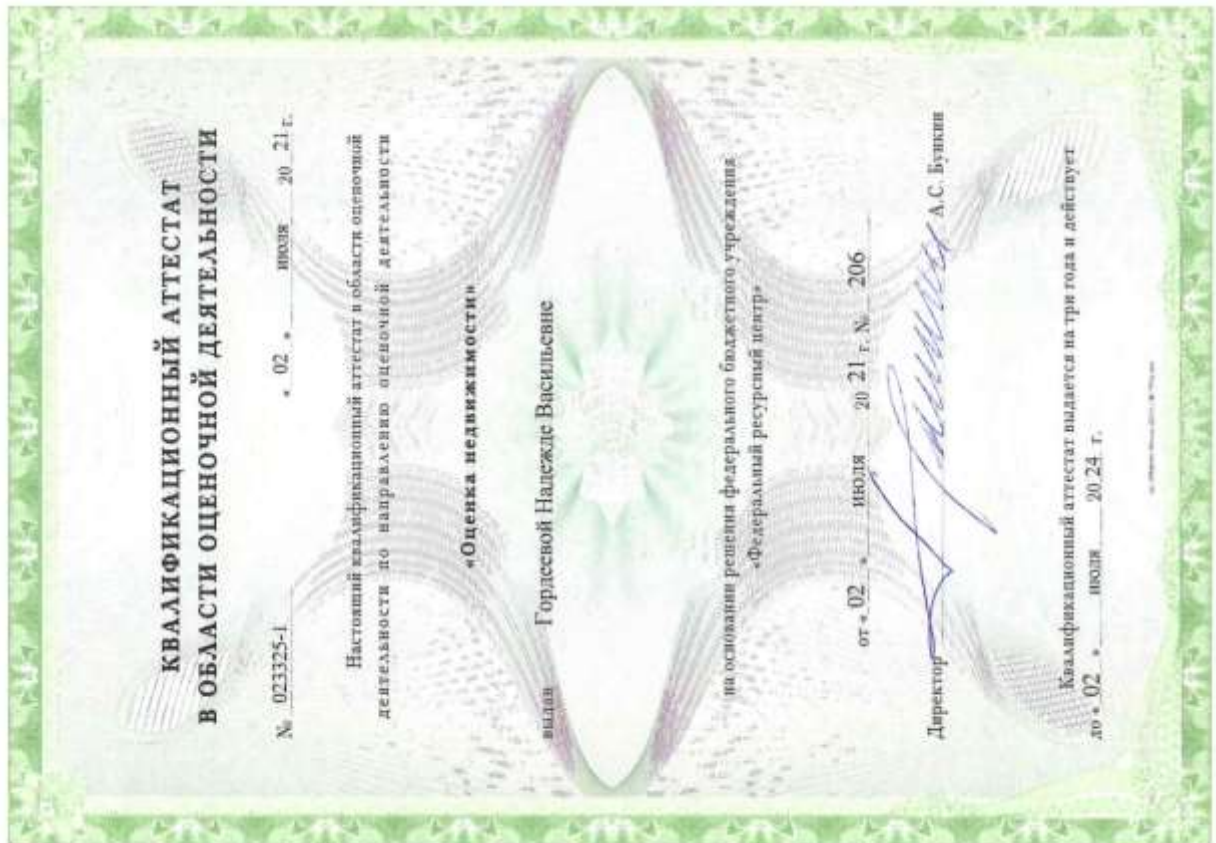 КВАЛИФИКАЦИОННЫЙ АТТЕСТАТ
В ОБЛАСТИ ОЦЕНОЧНОЙ ДЕЯТЕЛЬНОСТИ
№ 023325-1 « 02 » июля 20 21 г.
Настоящий квалификационный аттестат в области оценочной
деятельности по направлению оценочной деятельности
«Оценка недвижимости»
выдан Гордеевой Надежде Васильевне
на основании решения федерального бюджетного учреждения
«Федеральный ресурсный центр»
от « 02 » июля 20 21 г. № 206
Директор А.С. Бункин
Квалификационный аттестат выдается на три года и действует
до « 02 » июля 20 24 г.